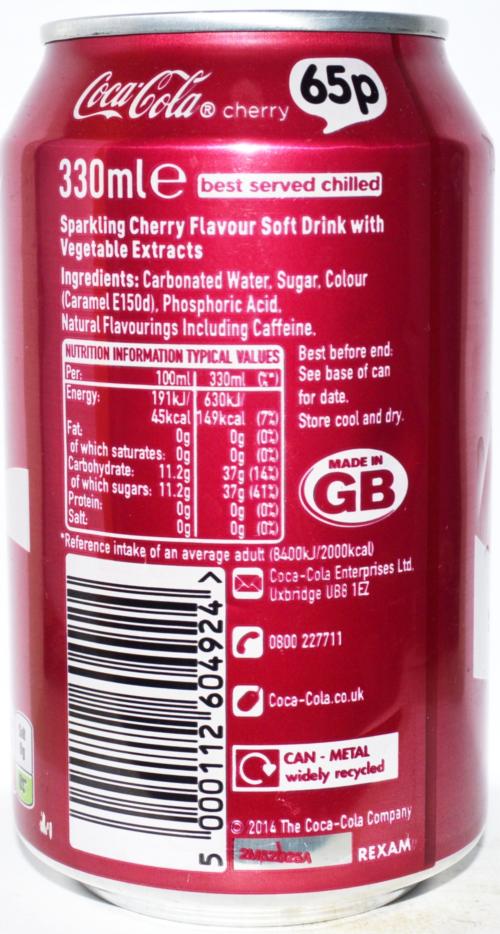 Coca-Cola® cherry 65p
330ml e best served chilled
Sparkling Cherry Flavour Soft Drink with
Vegetable Extracts
Ingredients: Carbonated Water, Sugar, Colour
(Caramel E150d), Phosphoric Acid,
Natural Flavourings Including Caffeine.
NUTRITION INFORMATION TYPICAL VALUES
Per: 100ml 330ml (%*)
Energy: 191kJ/ 630kJ/
45kcal 149kcal (7%)
Fat: 0g 0g (0%)
of which saturates: 0g 0g (0%)
Carbohydrate: 11.2g 37g (14%)
of which sugars: 11.2g 37g (41%)
Protein: 0g 0g (0%)
Salt: 0g 0g (0%)
*Reference intake of an average adult (8400kJ/2000kcal)
Best before end:
See base of can
for date.
Store cool and dry.
MADE IN
GB
5 000112 604924 >
Coca-Cola Enterprises Ltd.
Uxbridge UB8 1EZ
0800 227711
Coca-Cola.co.uk
CAN - METAL
widely recycled
© 2014 The Coca-Cola Company
REXAM